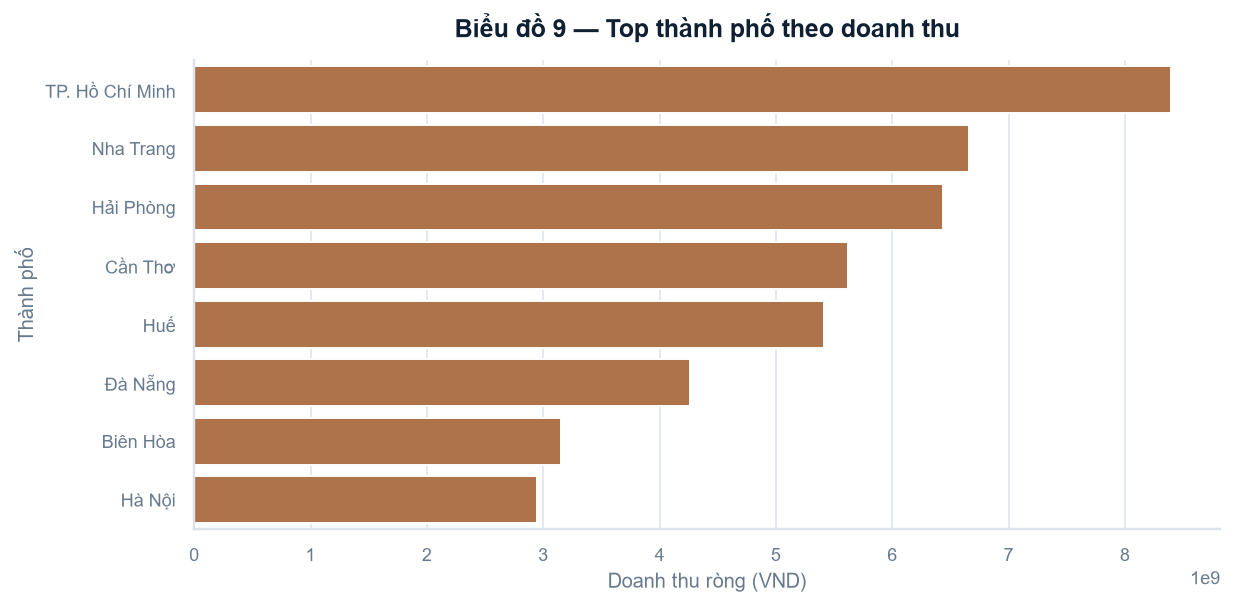 Biểu đồ 9 — Top thành phố theo doanh thu
Thành phố
TP. Hồ Chí Minh
Nha Trang
Hải Phòng
Cần Thơ
Huế
Đà Nẵng
Biên Hòa
Hà Nội
0 1 2 3 4 5 6 7 8
1e9
Doanh thu ròng (VND)